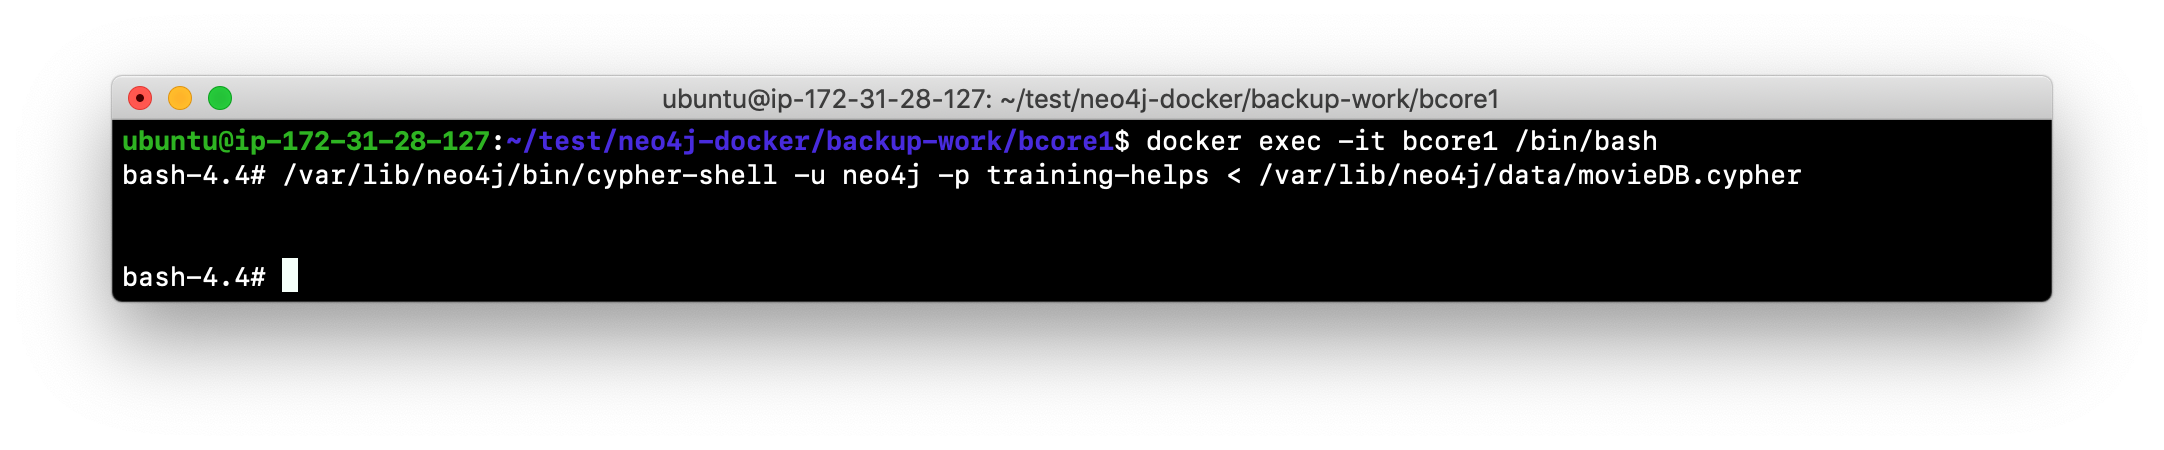 ubuntu@ip-172-31-28-127: ~/test/neo4j-docker/backup-work/bcore1
ubuntu@ip-172-31-28-127:~/test/neo4j-docker/backup-work/bcore1$ docker exec -it bcore1 /bin/bash
bash-4.4# /var/lib/neo4j/bin/cypher-shell -u neo4j -p training-helps < /var/lib/neo4j/data/movieDB.cypher
bash-4.4#